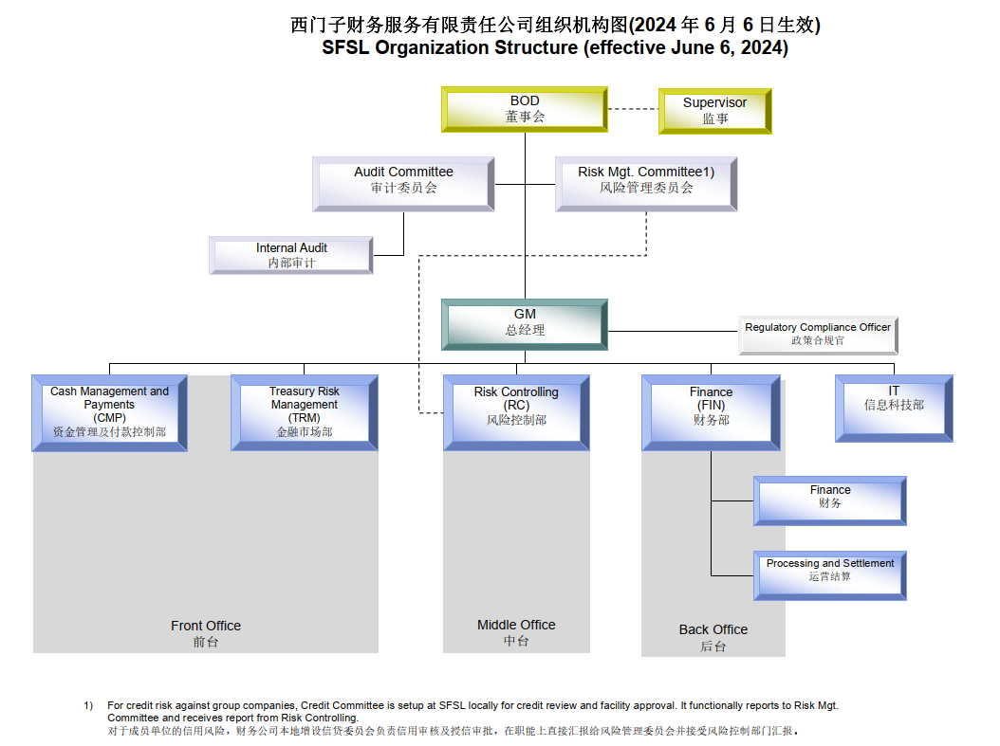 西门子财务服务有限责任公司组织机构图(2024 年 6 月 6 日生效)
SFSL Organization Structure (effective June 6, 2024)
BOD
董事会
Supervisor
监事
Audit Committee
审计委员会
Risk Mgt. Committee1)
风险管理委员会
Internal Audit
内部审计
GM
总经理
Regulatory Compliance Officer
政策合规官
Cash Management and
Payments
(CMP)
资金管理及付款控制部
Treasury Risk
Management
(TRM)
金融市场部
Risk Controlling
(RC)
风险控制部
Finance
(FIN)
财务部
IT
信息科技部
Finance
财务
Processing and Settlement
运营结算
Front Office
前台
Middle Office
中台
Back Office
后台
1) For credit risk against group companies, Credit Committee is setup at SFSL locally for credit review and facility approval. It functionally reports to Risk Mgt.
Committee and receives report from Risk Controlling.
对于成员单位的信用风险，财务公司本地增设信贷委员会负责信用审核及授信审批，在职能上直接汇报给风险管理委员会并接受风险控制部门汇报。